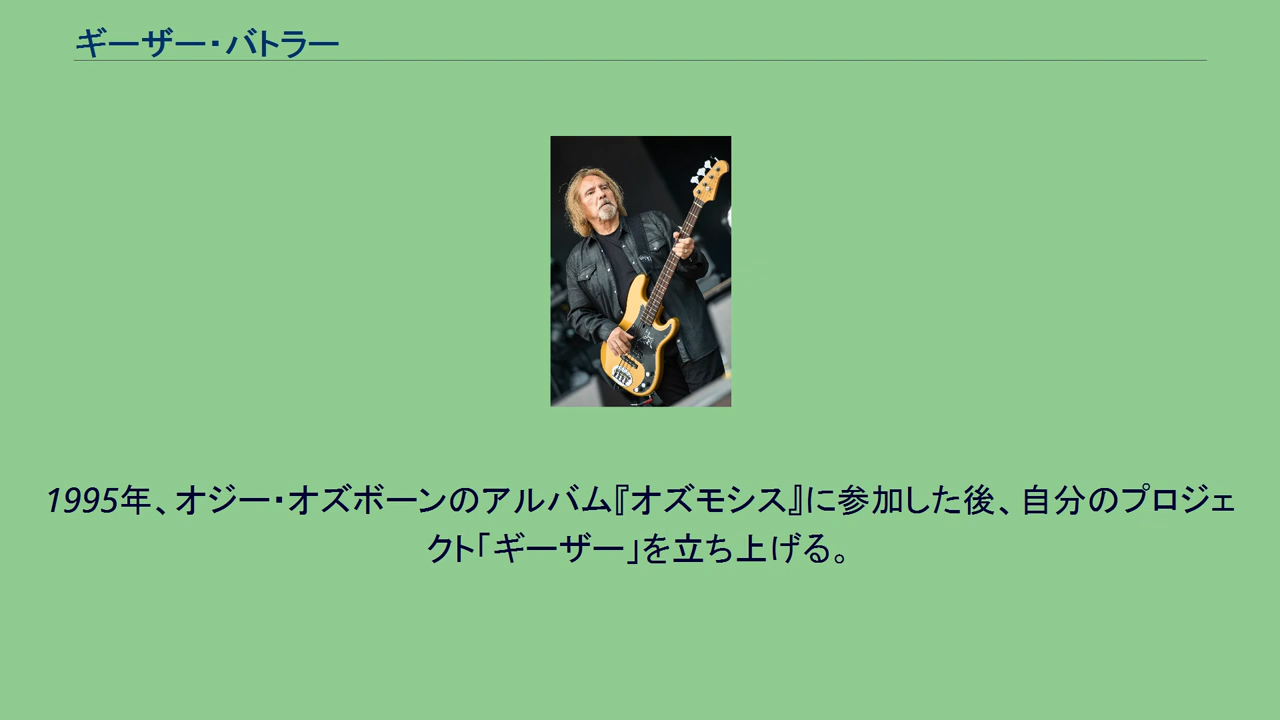 ギーザー・バトラー
1995年、オジー・オズボーンのアルバム『オズモシス』に参加した後、自分のプロジェ
クト「ギーザー」を立ち上げる。